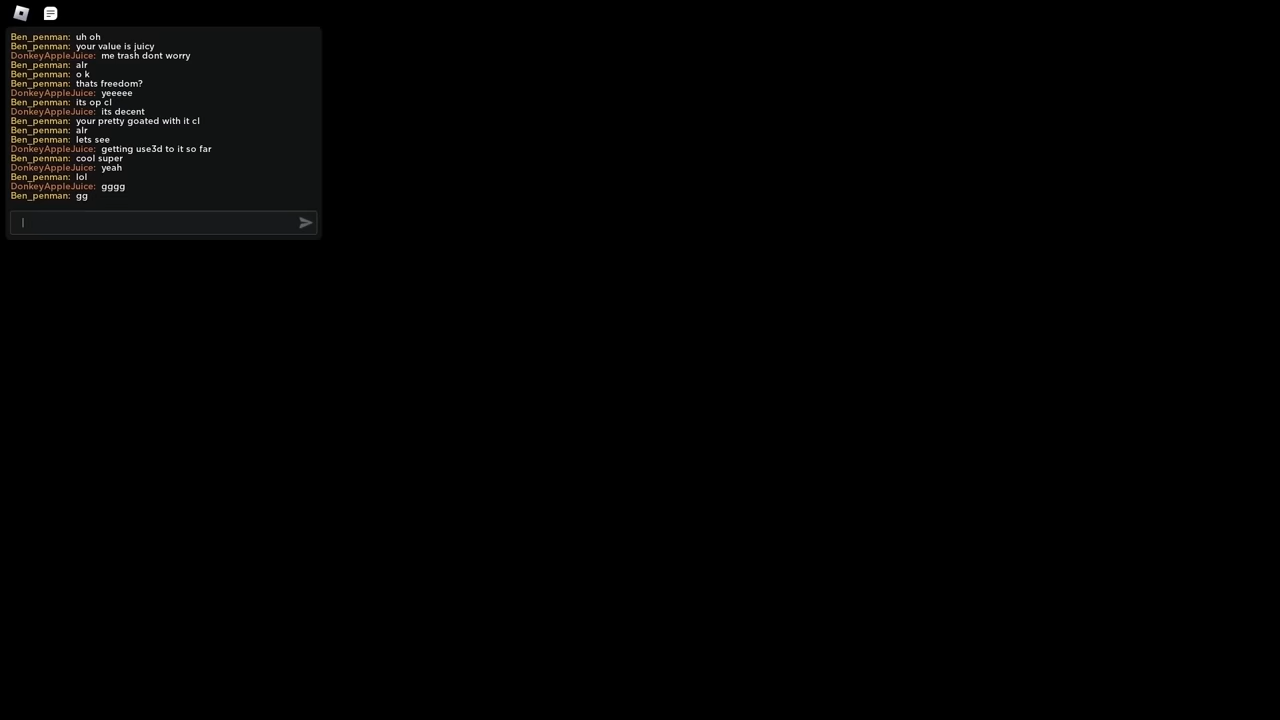 Ben_penman: uh oh
Ben_penman: your value is juicy
DonkeyAppleJuice: me trash dont worry
Ben_penman: alr
Ben_penman: o k
Ben_penman: thats freedom?
DonkeyAppleJuice: yeeeee
Ben_penman: its op cl
DonkeyAppleJuice: its decent
Ben_penman: your pretty goated with it cl
Ben_penman: alr
Ben_penman: lets see
DonkeyAppleJuice: getting use3d to it so far
Ben_penman: cool super
DonkeyAppleJuice: yeah
Ben_penman: lol
DonkeyAppleJuice: gggg
Ben_penman: gg